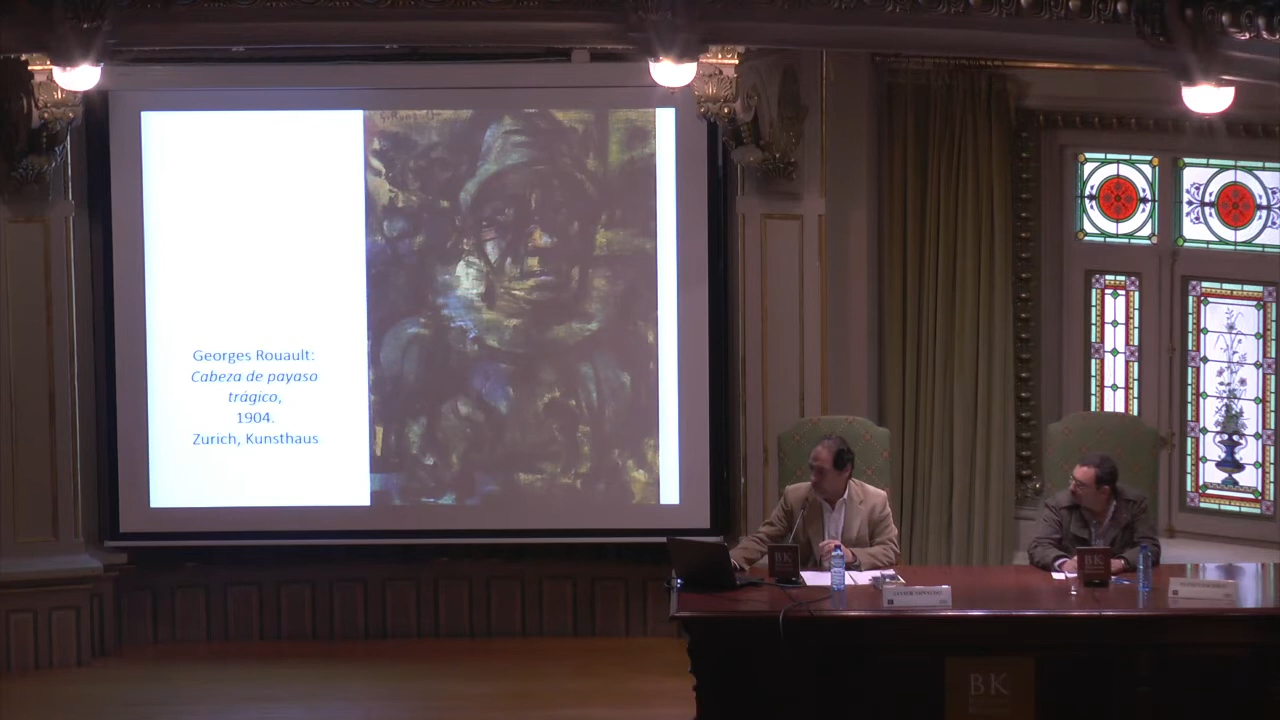 Georges Rouault:
Cabeza de payaso
trágico,
1904.
Zurich, Kunsthaus
BK
BK
BK